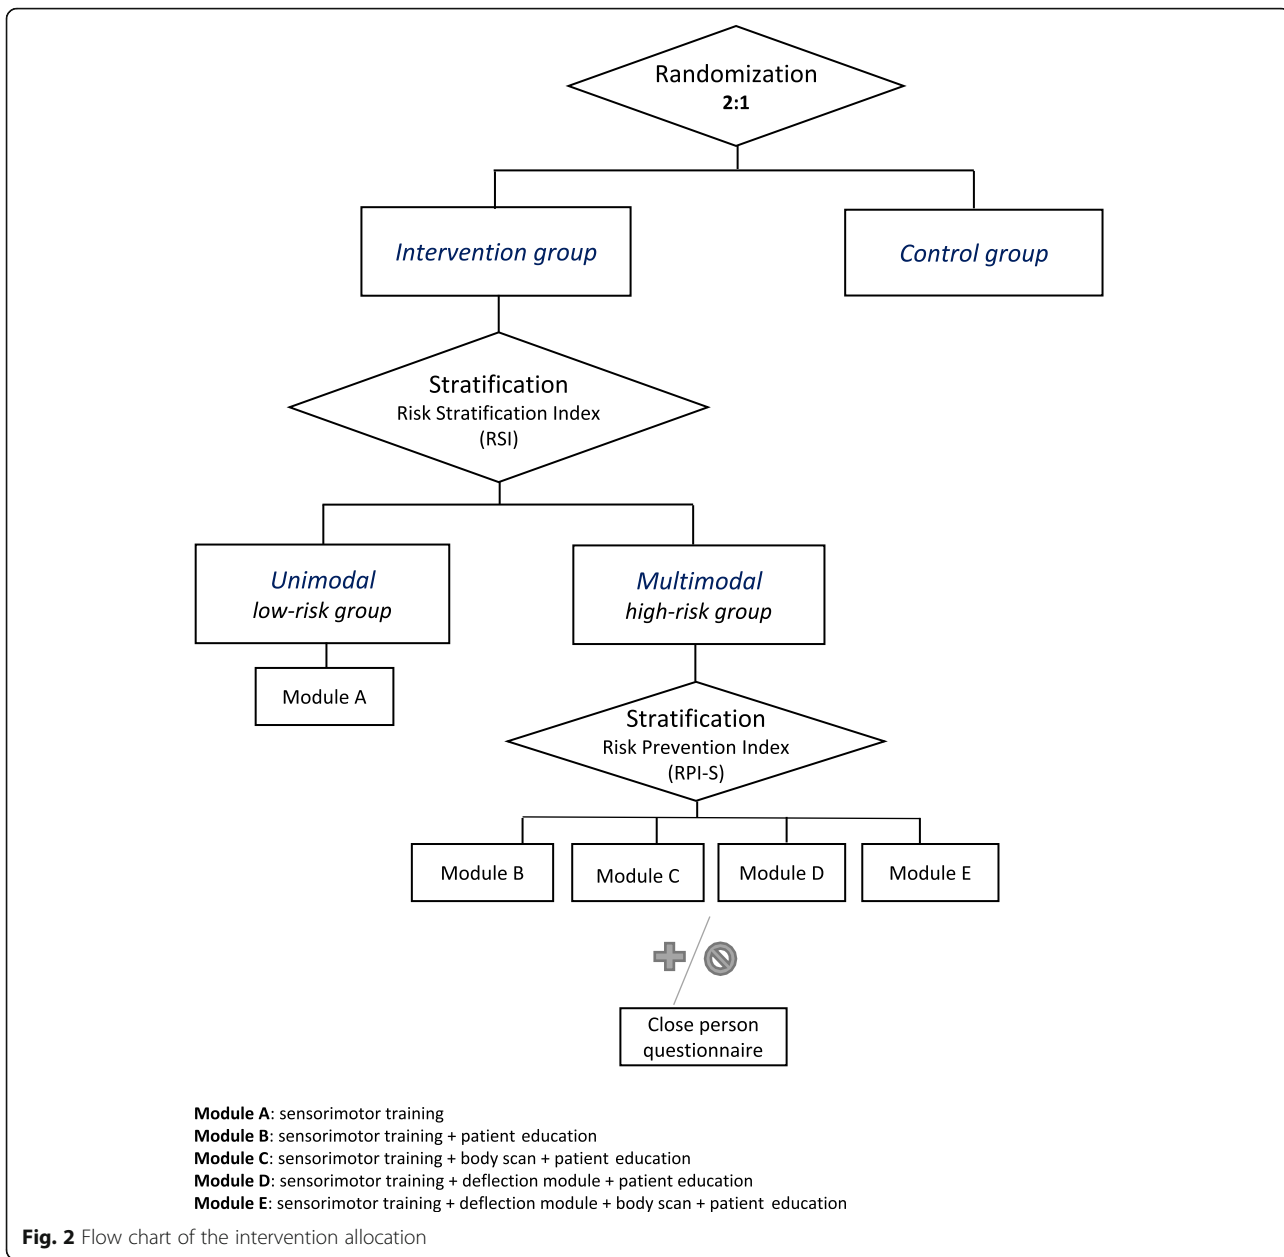 Randomization
2:1
Intervention group
Control group
Stratification
Risk Stratification Index
(RSI)
Unimodal
low-risk group
Multimodal
high-risk group
Module A
Stratification
Risk Prevention Index
(RPI-S)
Module B
Module C
Module D
Module E
Close person
questionnaire
Module A: sensorimotor training
Module B: sensorimotor training + patient education
Module C: sensorimotor training + body scan + patient education
Module D: sensorimotor training + deflection module + patient education
Module E: sensorimotor training + deflection module + body scan + patient education
Fig. 2 Flow chart of the intervention allocation